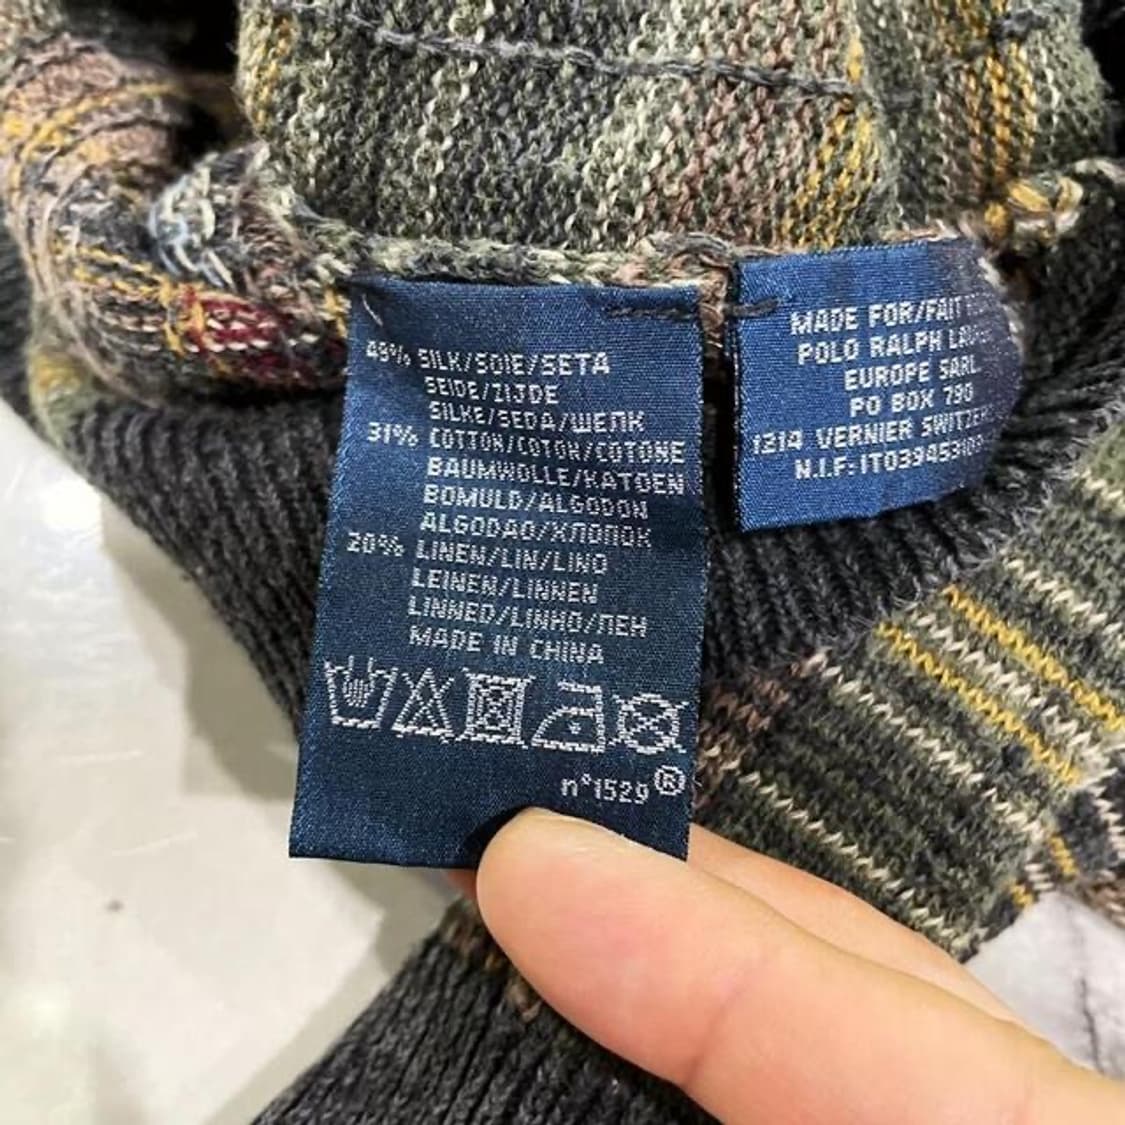 49% SILK/SOIE/SETA
SEIDE/ZIJDE
SILKE/SEDA/ШЕЛК
31% COTTON/COTON/COTONE
BAUMWOLLE/KATOEN
BOMULD/ALGODON
ALGODAO/ХЛОПОК
20% LINEN/LIN/LINO
LEINEN/LINNEN
LINNED/LINHO/ЛЕН
MADE IN CHINA
n°1529®
MADE FOR/FAIT
POLO RALPH
EUROPE SARL
PO BOX 790
1214 VERNIER
N.I.F: